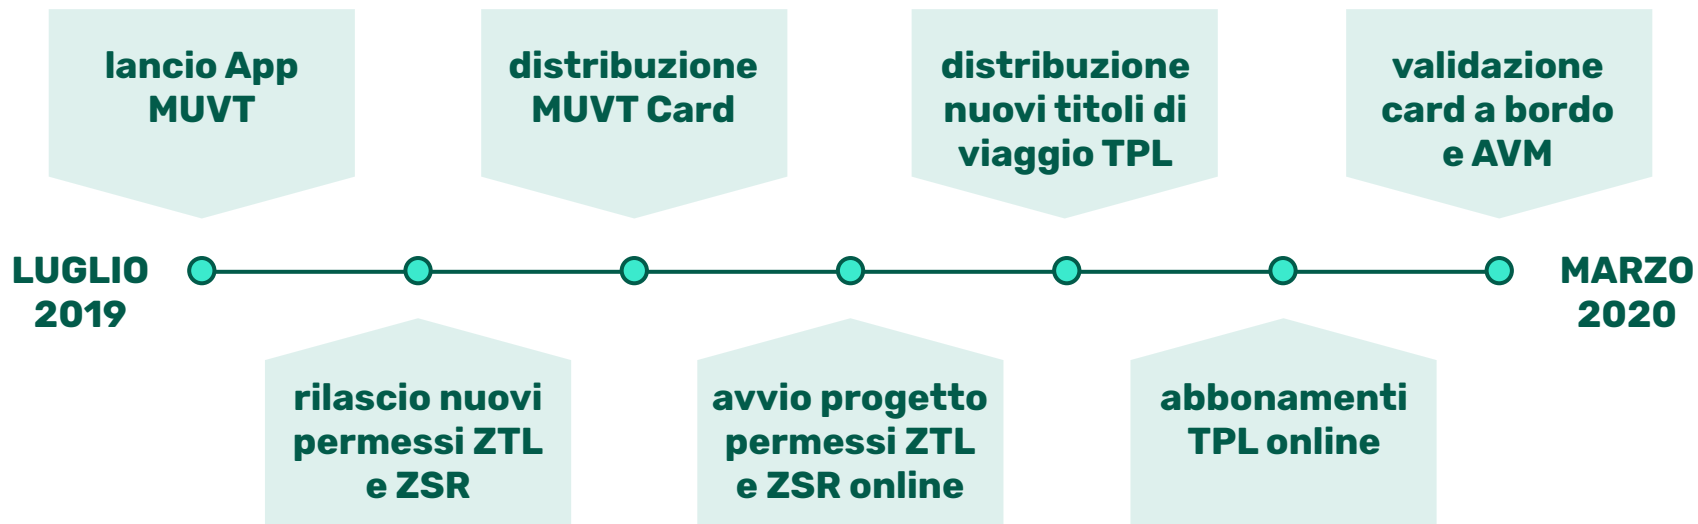 lancio App
MUVT
distribuzione
MUVT Card
distribuzione
nuovi titoli di
viaggio TPL
validazione
card a bordo
e AVM
LUGLIO
2019
MARZO
2020
rilascio nuovi
permessi ZTL
e ZSR
avvio progetto
permessi ZTL
e ZSR online
abbonamenti
TPL online